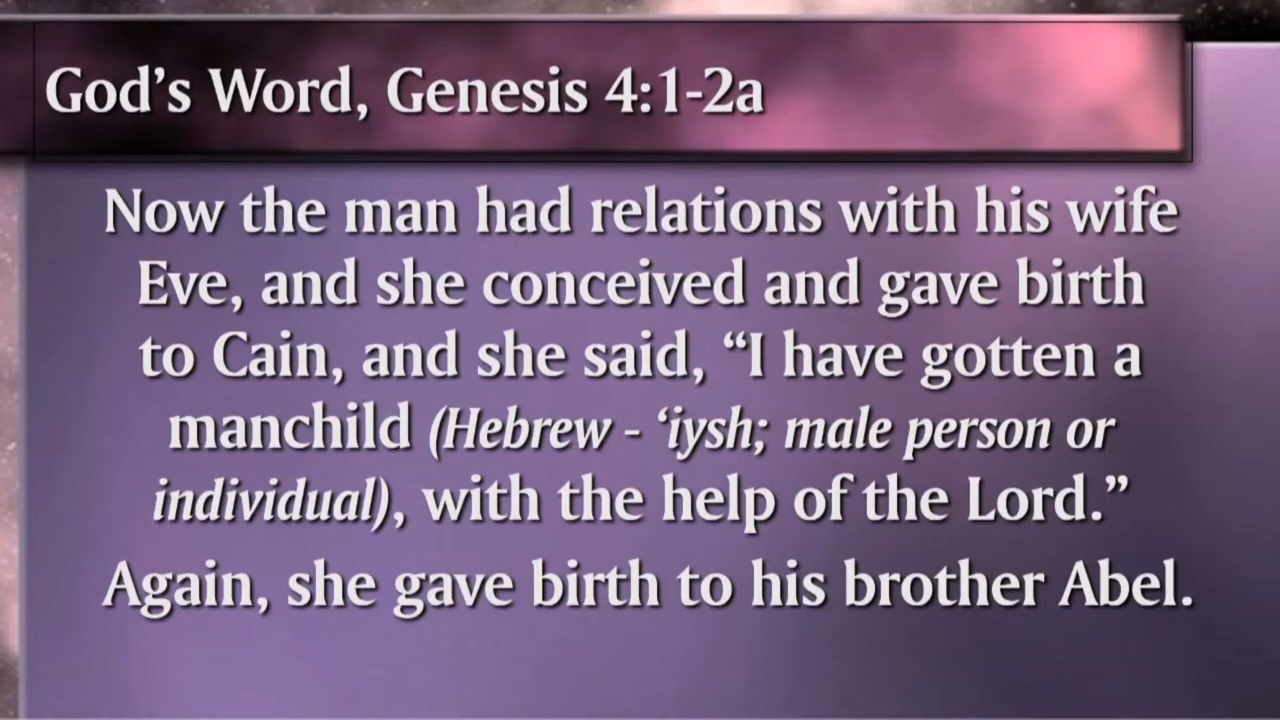 God’s Word, Genesis 4:1-2a
Now the man had relations with his wife
Eve, and she conceived and gave birth
to Cain, and she said, “I have gotten a
manchild (Hebrew - ‘iysh; male person or
individual), with the help of the Lord.”
Again, she gave birth to his brother Abel.